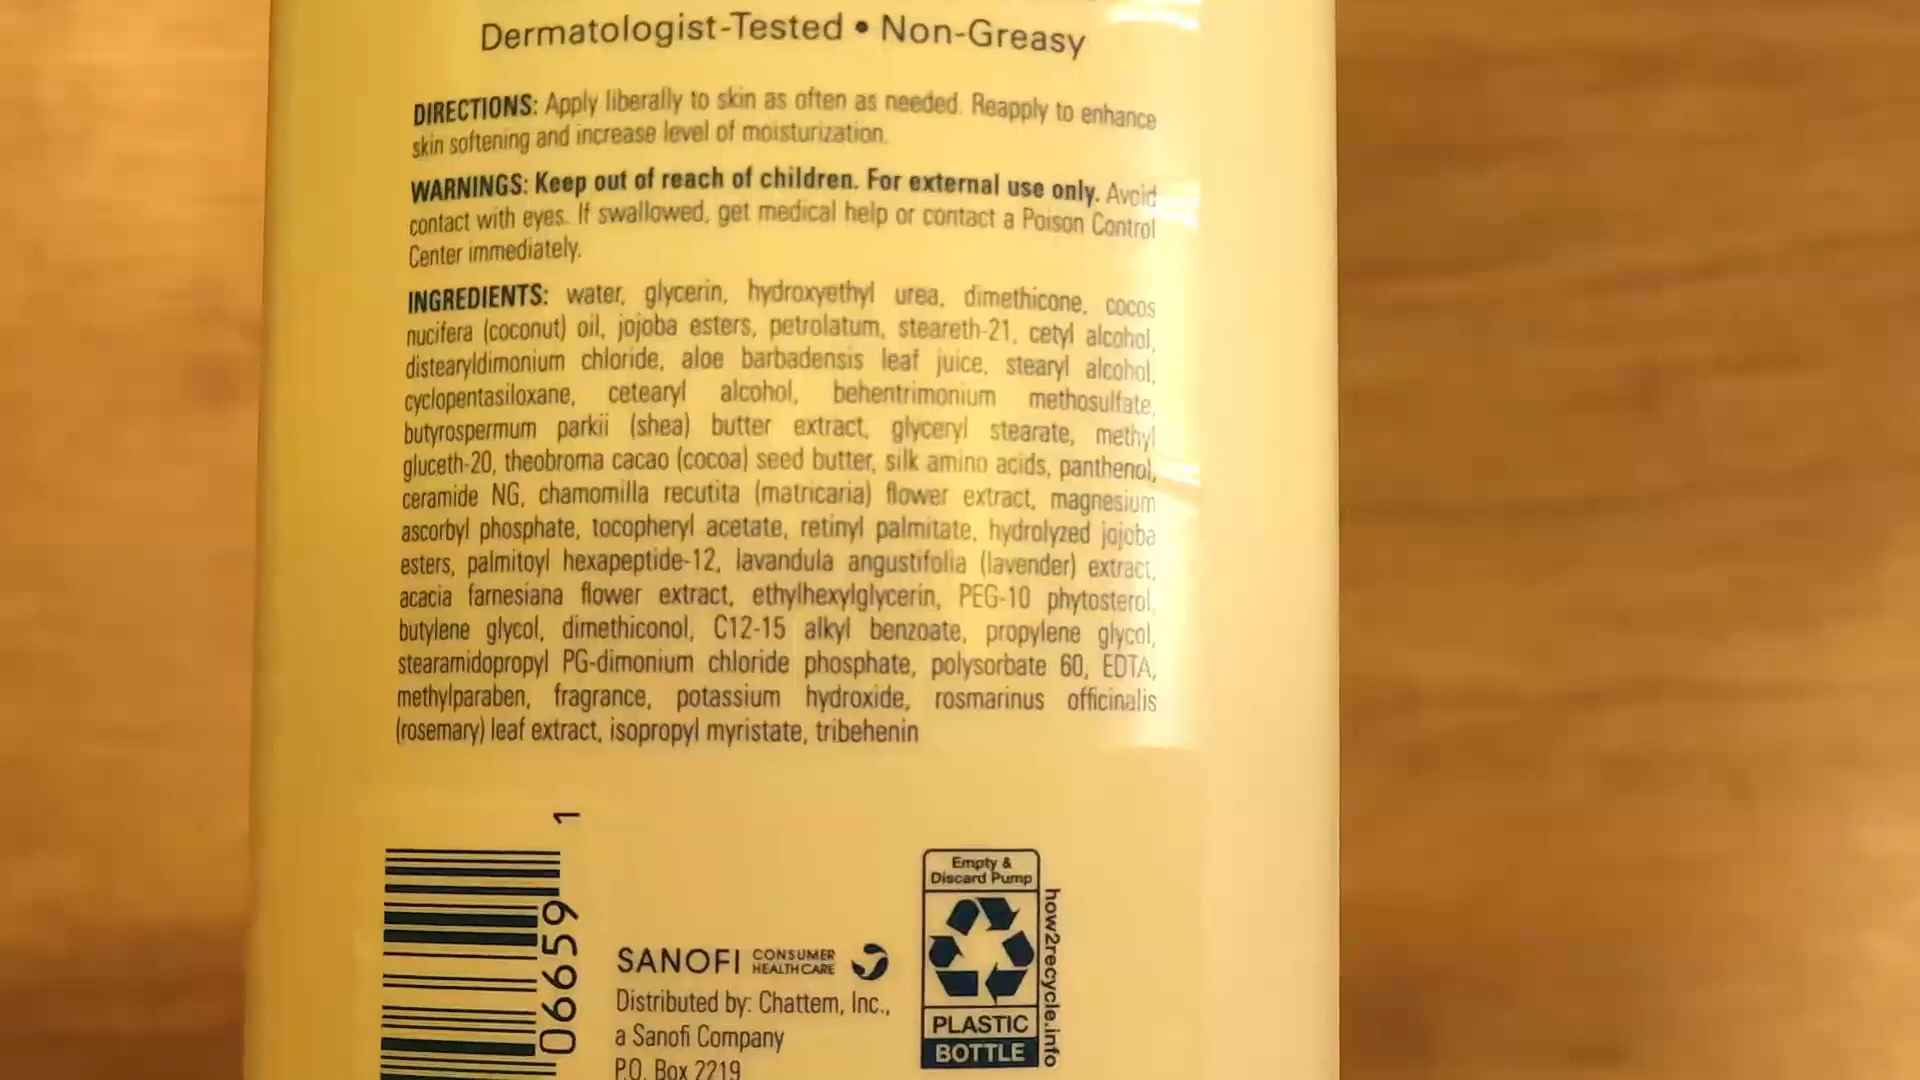 Dermatologist-Tested • Non-Greasy
DIRECTIONS: Apply liberally to skin as often as needed. Reapply to enhance
skin softening and increase level of moisturization.
WARNINGS: Keep out of reach of children. For external use only. Avoid
contact with eyes. If swallowed, get medical help or contact a Poison Control
Center immediately.
INGREDIENTS: water, glycerin, hydroxyethyl urea, dimethicone, cocos
nucifera (coconut) oil, jojoba esters, petrolatum, steareth-21, cetyl alcohol,
distearyldimonium chloride, aloe barbadensis leaf juice, stearyl alcohol,
cyclopentasiloxane, cetearyl alcohol, behentrimonium methosulfate,
butyrospermum parkii (shea) butter extract, glyceryl stearate, methyl
gluceth-20, theobroma cacao (cocoa) seed butter, silk amino acids, panthenol,
ceramide NG, chamomilla recutita (matricaria) flower extract, magnesium
ascorbyl phosphate, tocopheryl acetate, retinyl palmitate, hydrolyzed jojoba
esters, palmitoyl hexapeptide-12, lavandula angustifolia (lavender) extract,
acacia farnesiana flower extract, ethylhexylglycerin, PEG-10 phytosterol,
butylene glycol, dimethiconol, C12-15 alkyl benzoate, propylene glycol,
stearamidopropyl PG-dimonium chloride phosphate, polysorbate 60, EDTA,
methylparaben, fragrance, potassium hydroxide, rosmarinus officinalis
(rosemary) leaf extract, isopropyl myristate, tribehenin
06659 1
SANOFI CONSUMER
HEALTHCARE
Distributed by: Chattem, Inc.,
a Sanofi Company
P.O. Box 2219
Empty &
Discard Pump
PLASTIC
BOTTLE
how2recycle.info